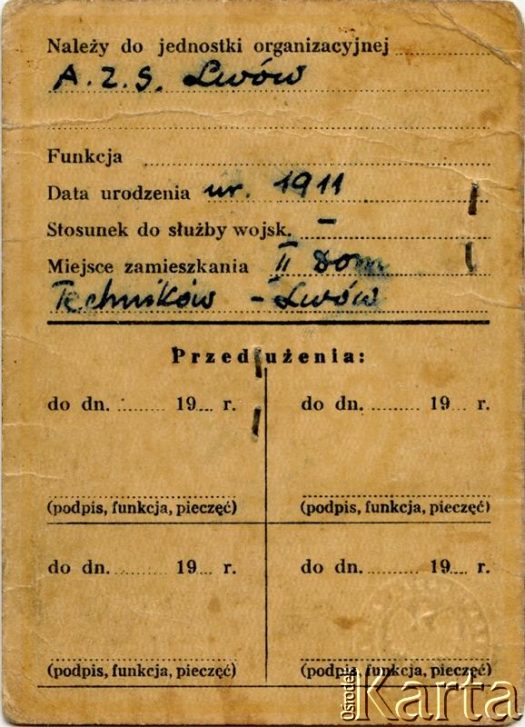 Należy do jednostki organizacyjnej
A.Z.S. Lwów
Funkcja
Data urodzenia ur. 1911
Stosunek do służby wojsk. —
Miejsce zamieszkania II Dom
Techników - Lwów
Przedłużenia:
do dn. ........ 19.... r. do dn. ........ 19.... r.
(podpis, funkcja, pieczęć) (podpis, funkcja, pieczęć)
do dn. ........ 19.... r. do dn. ........ 19.... r.
(podpis, funkcja, pieczęć) (podpis, funkcja, pieczęć)
Ośrodek Karta